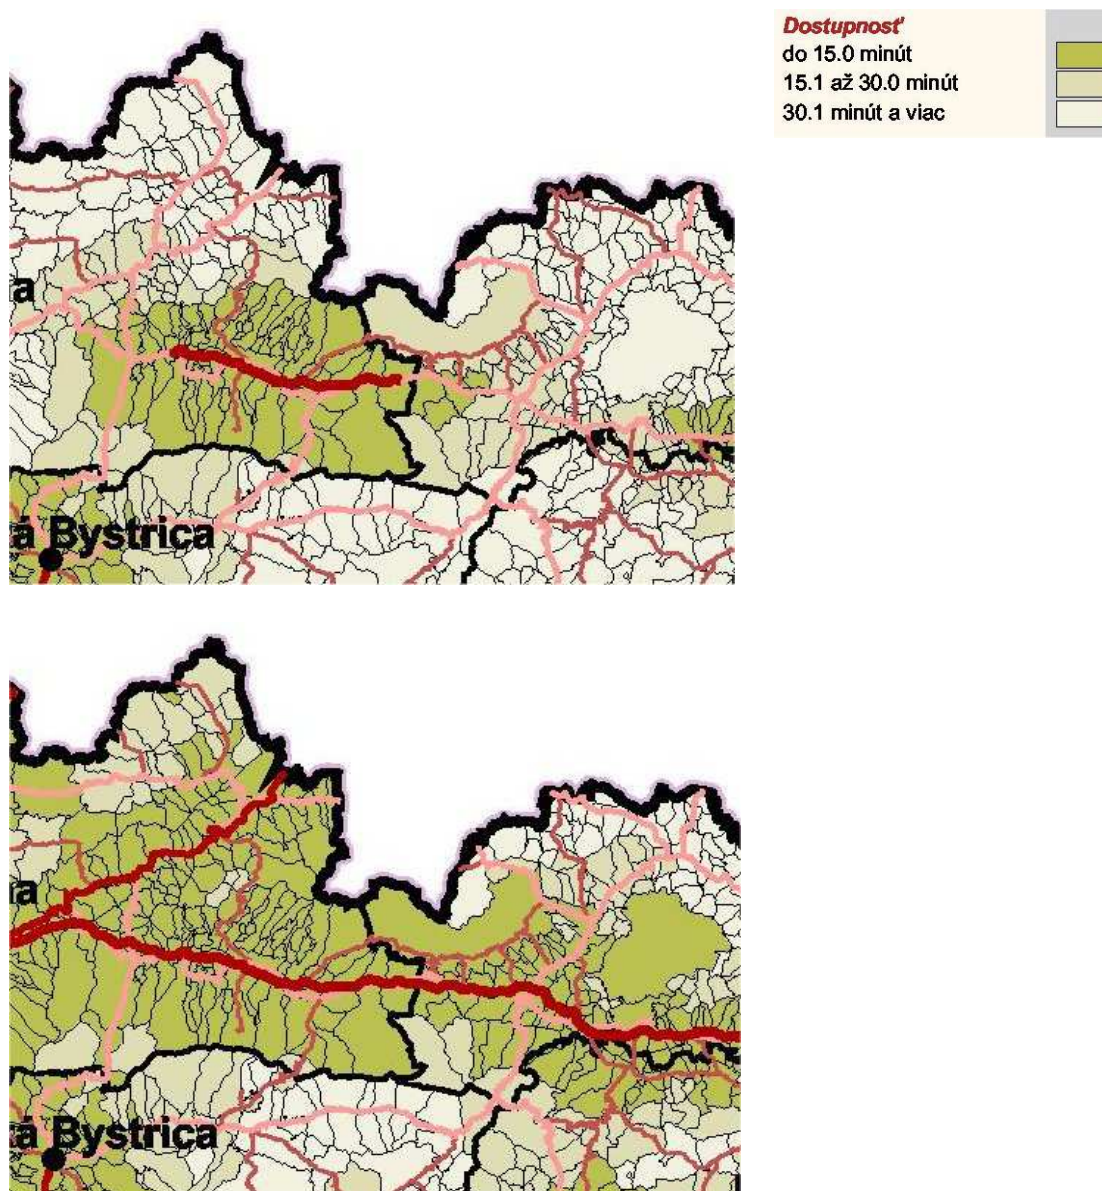 Dostupnosť
do 15.0 minút
15.1 až 30.0 minút
30.1 minút a viac
a
á Bystrica
a
á Bystrica